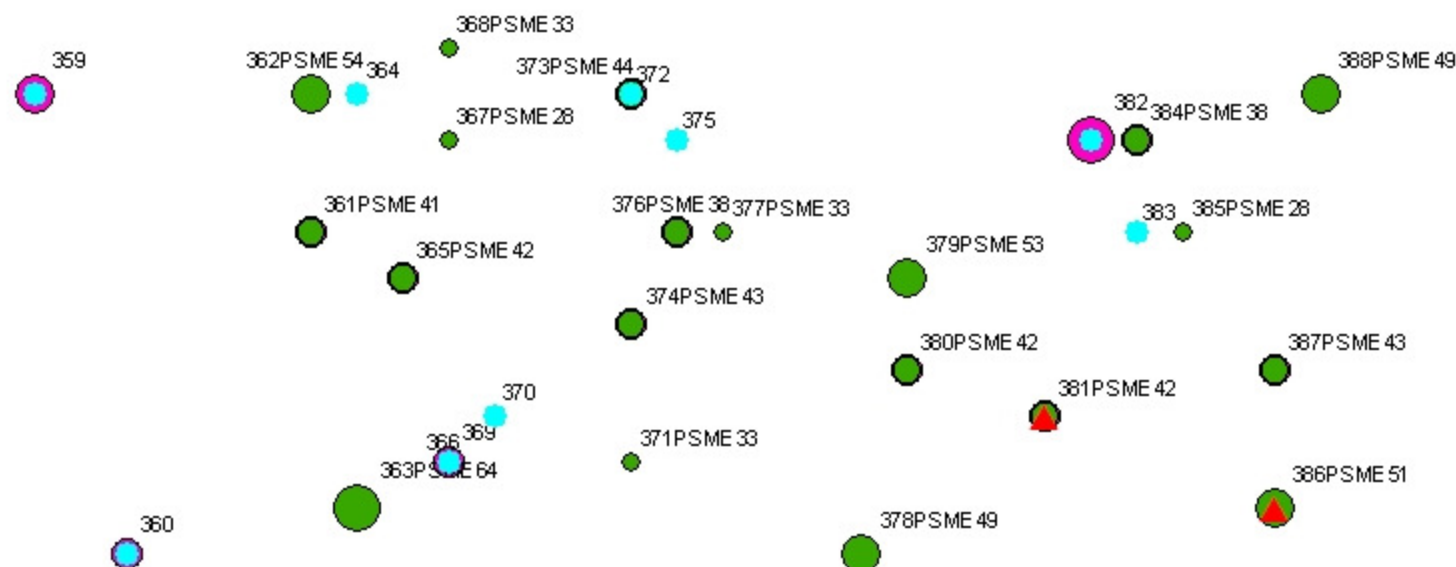 368PSME 33
359
362PSME 54
364
373PSME 44
372
388PSME 49
367PSME 28
375
382
384PSME 38
361PSME 41
376PSME 38
377PSME 33
383
385PSME 28
365PSME 42
379PSME 53
374PSME 43
380PSME 42
387PSME 43
370
381PSME 42
366
369
371PSME 33
363PSME 64
386PSME 51
360
378PSME 49